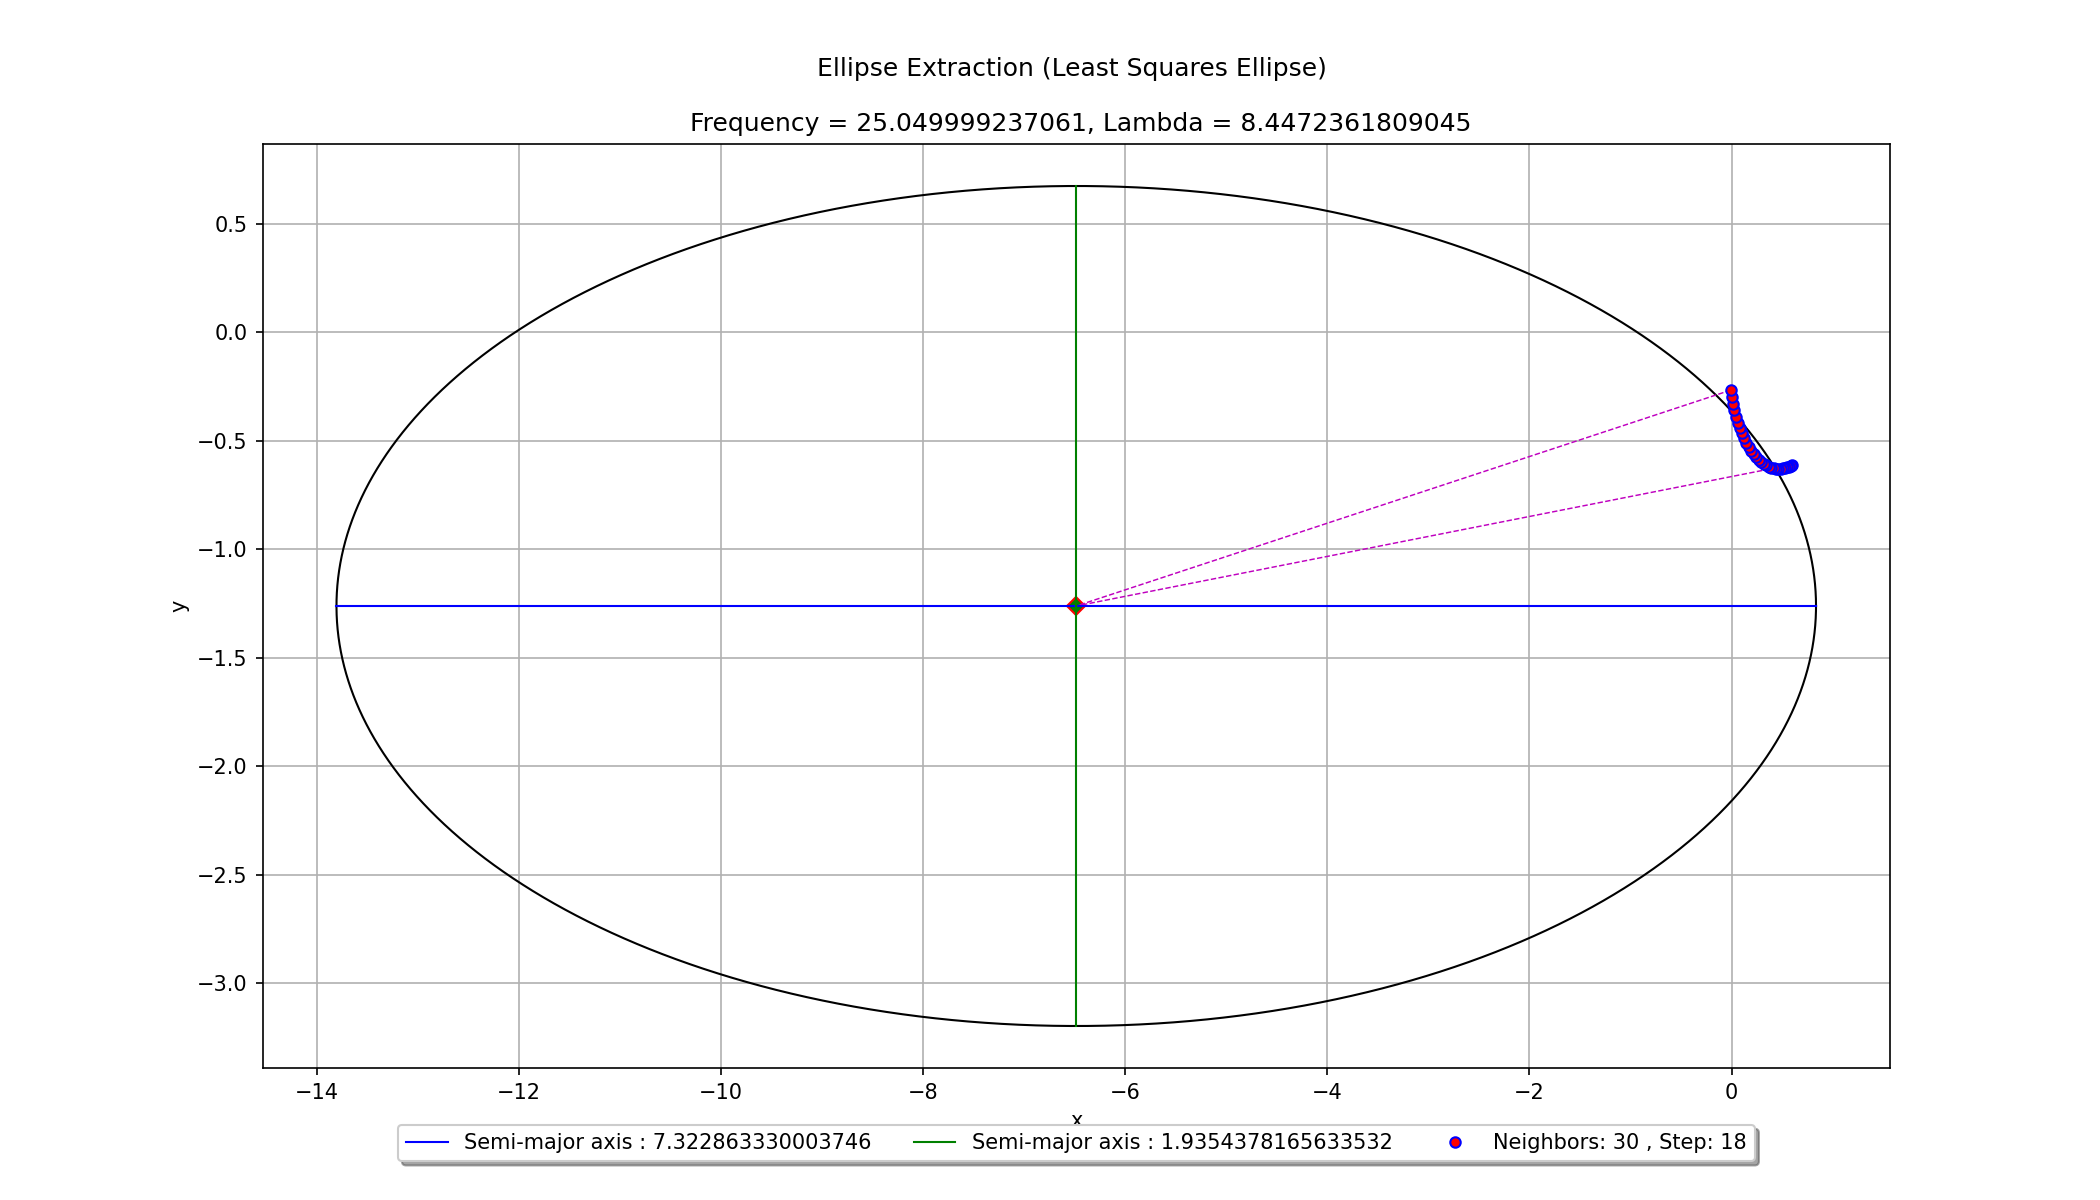 Ellipse Extraction (Least Squares Ellipse)
Frequency = 25.049999237061, Lambda = 8.4472361809045
0.5
0.0
−0.5
−1.0
−1.5
−2.0
−2.5
−3.0
y
−14 −12 −10 −8 −6 −4 −2 0
x
Semi-major axis : 7.322863330003746 Semi-major axis : 1.9354378165633532 Neighbors: 30 , Step: 18